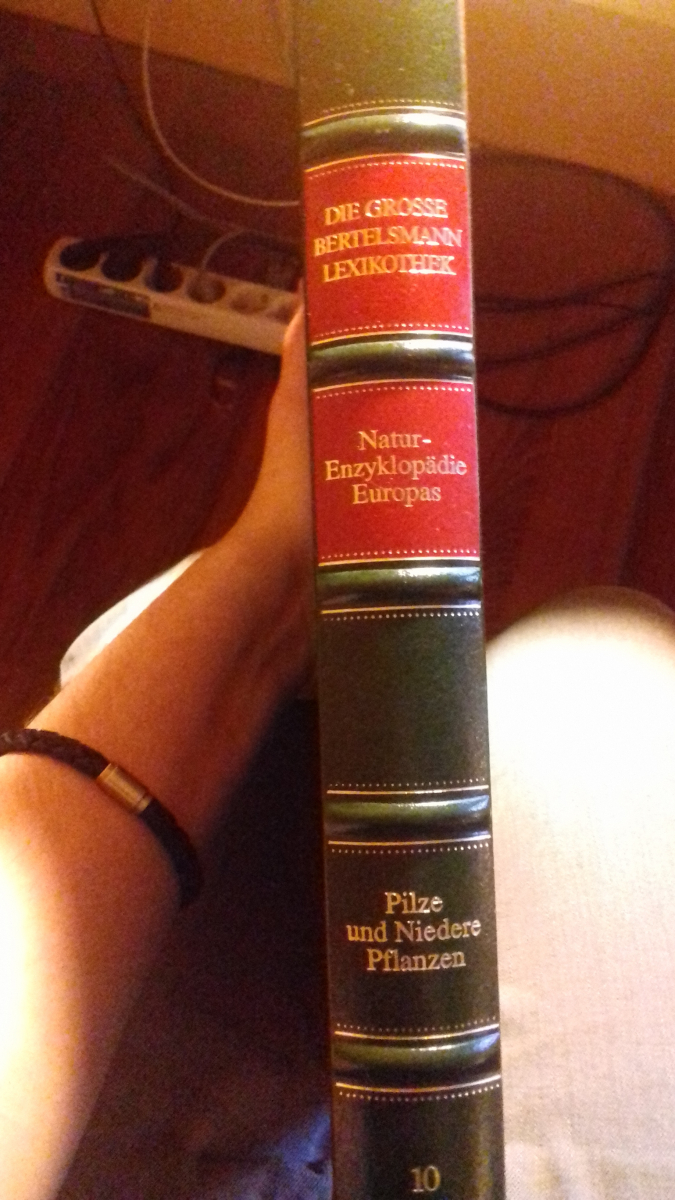 DIE GROSSE
BERTELSMANN
LEXIKOTHEK
Natur-
Enzyklopädie
Europas
Pilze
und Niedere
Pflanzen
10